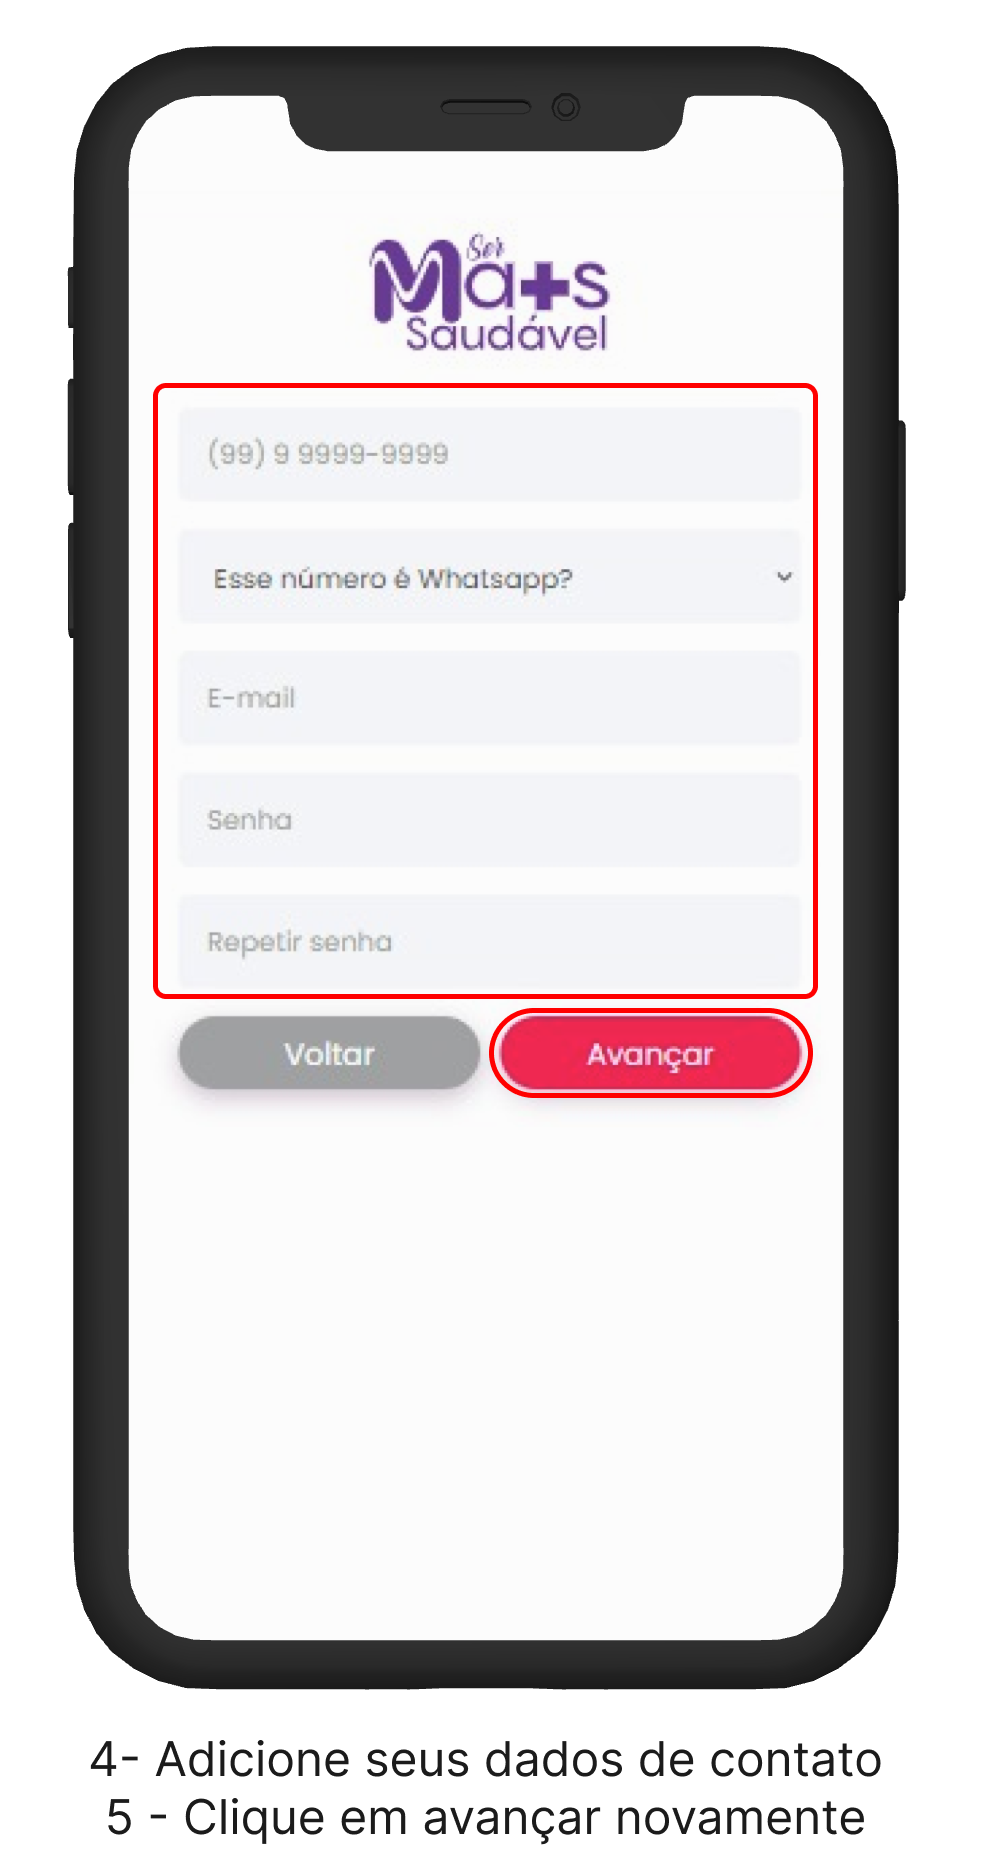 Ser
Ma+s
Saudável
(99) 9 9999-9999
Esse número é Whatsapp?
E-mail
Senha
Repetir senha
Voltar
Avançar
4- Adicione seus dados de contato
5 - Clique em avançar novamente